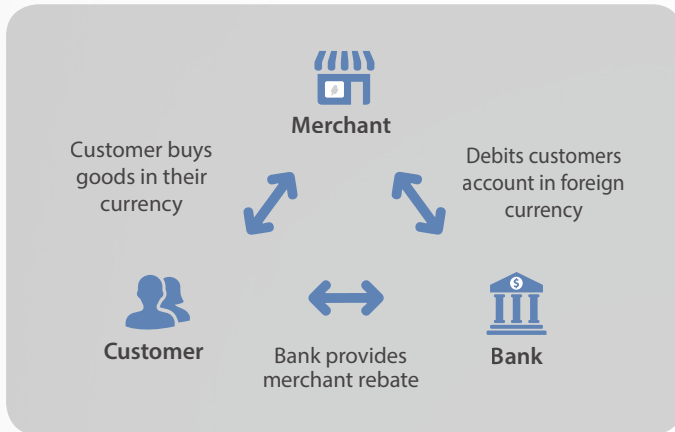 Merchant
Customer buys
goods in their
currency
Debits customers
account in foreign
currency
$
Customer
Bank provides
merchant rebate
Bank